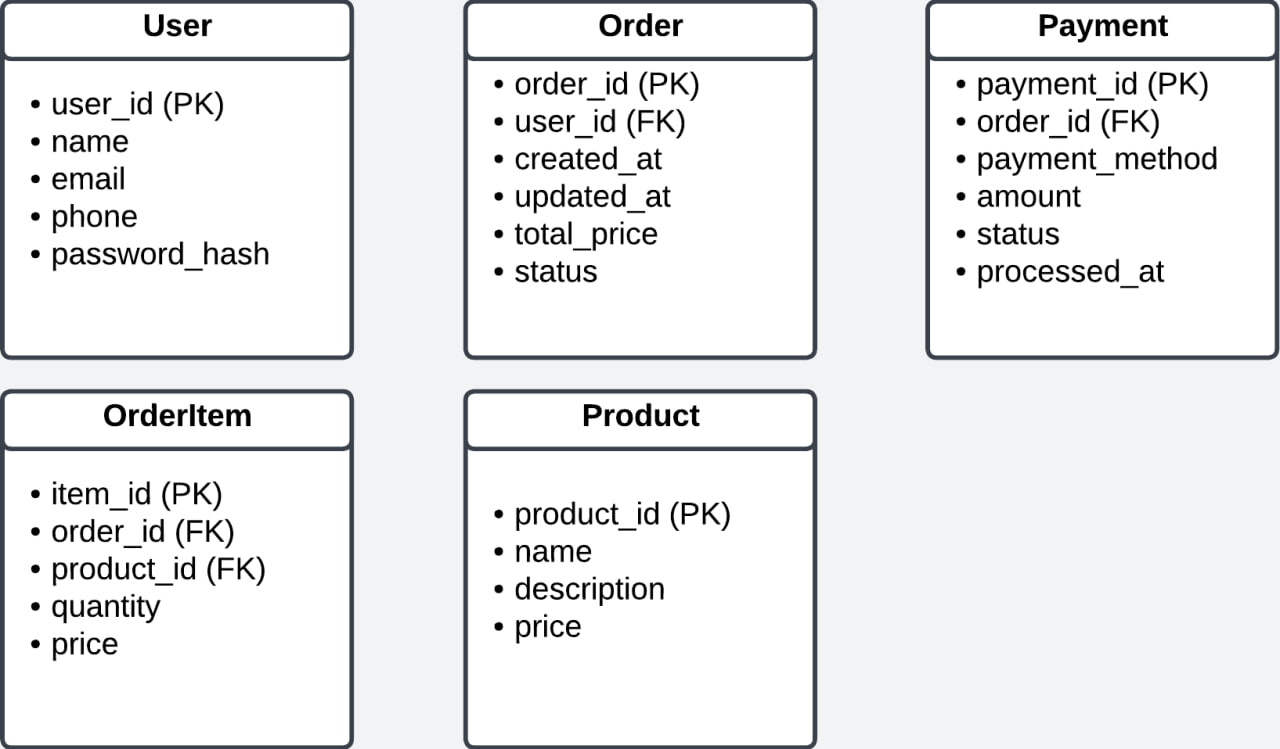 User
• user_id (PK)
• name
• email
• phone
• password_hash
Order
• order_id (PK)
• user_id (FK)
• created_at
• updated_at
• total_price
• status
Payment
• payment_id (PK)
• order_id (FK)
• payment_method
• amount
• status
• processed_at
OrderItem
• item_id (PK)
• order_id (FK)
• product_id (FK)
• quantity
• price
Product
• product_id (PK)
• name
• description
• price